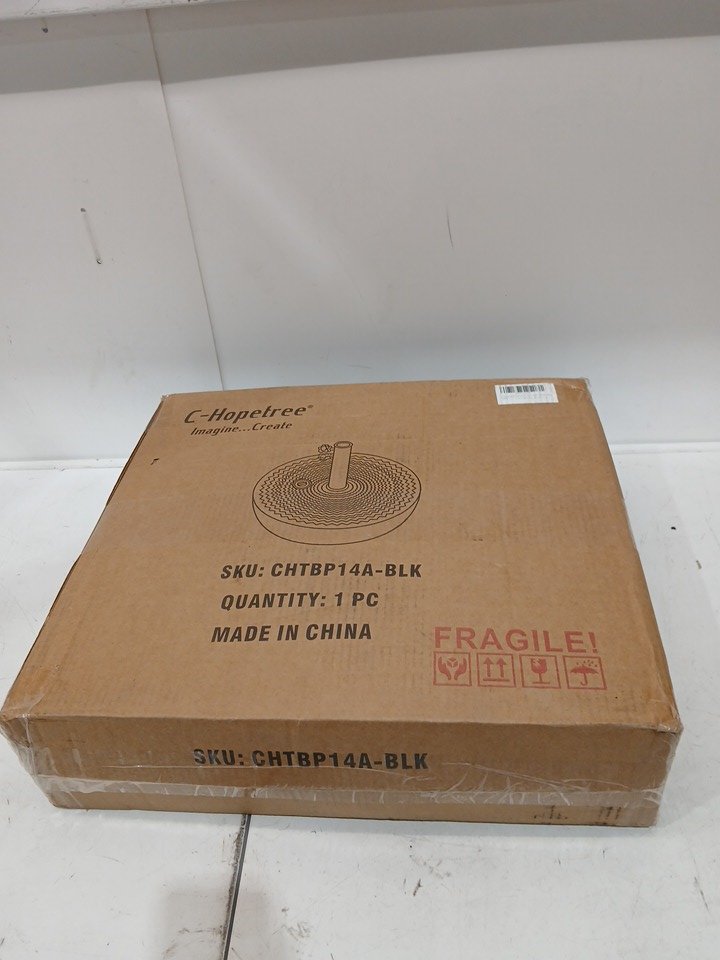 C-Hopetree®
Imagine...Create
SKU: CHTBP14A-BLK
QUANTITY: 1 PC
MADE IN CHINA
FRAGILE!
SKU: CHTBP14A-BLK